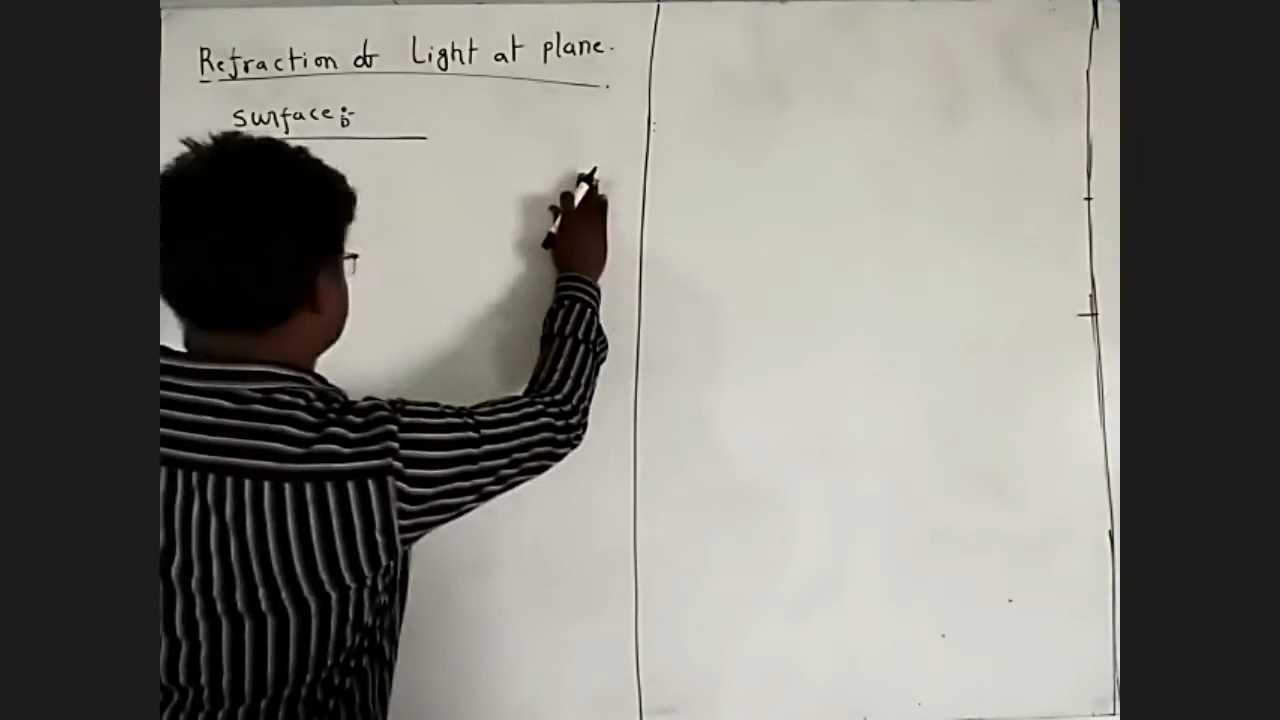 Refraction of Light at plane.
surface:-